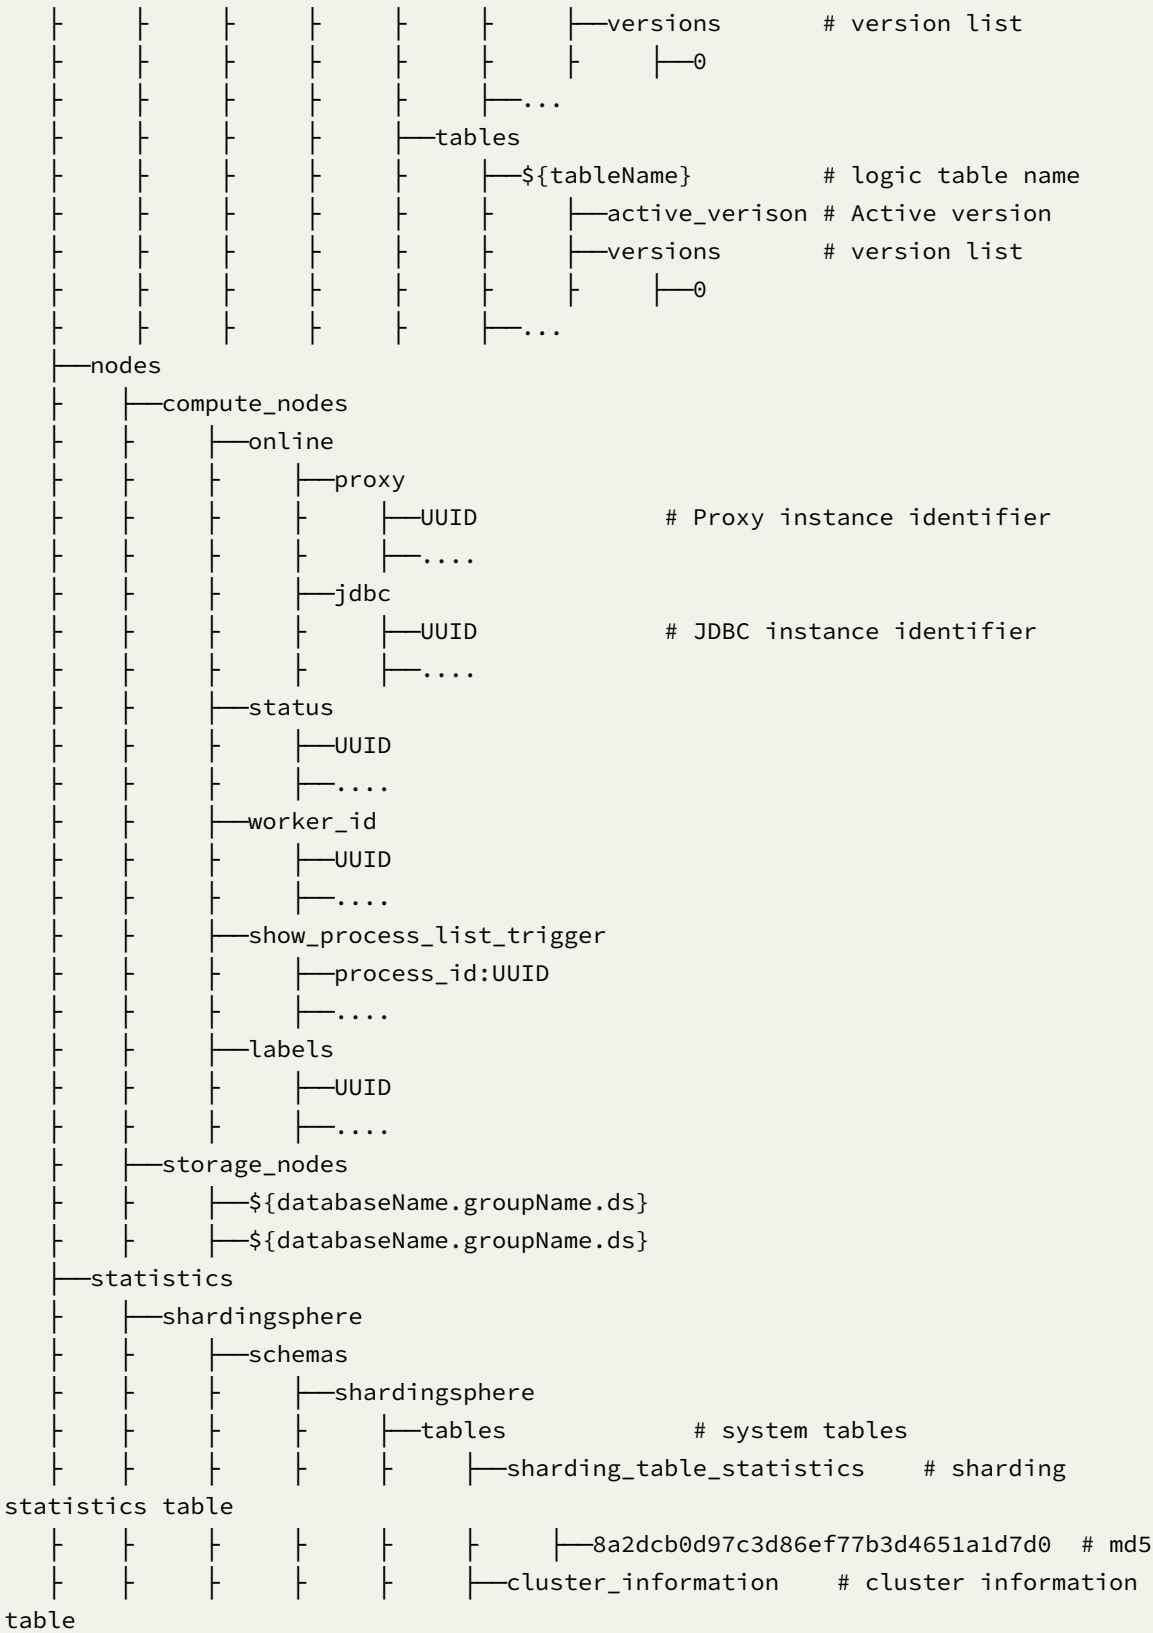 ├ ├ ├ ├ ├ ├ ├──versions # version list
├ ├ ├ ├ ├ ├ ├ ├──0
├ ├ ├ ├ ├ ├──...
├ ├ ├ ├ ├──tables
├ ├ ├ ├ ├ ├──${tableName} # logic table name
├ ├ ├ ├ ├ ├ ├──active_verison # Active version
├ ├ ├ ├ ├ ├ ├──versions # version list
├ ├ ├ ├ ├ ├ ├ ├──0
├ ├ ├ ├ ├ ├──...
├──nodes
├ ├──compute_nodes
├ ├ ├──online
├ ├ ├ ├──proxy
├ ├ ├ ├ ├──UUID # Proxy instance identifier
├ ├ ├ ├ ├──....
├ ├ ├ ├──jdbc
├ ├ ├ ├ ├──UUID # JDBC instance identifier
├ ├ ├ ├ ├──....
├ ├ ├──status
├ ├ ├ ├──UUID
├ ├ ├ ├──....
├ ├ ├──worker_id
├ ├ ├ ├──UUID
├ ├ ├ ├──....
├ ├ ├──show_process_list_trigger
├ ├ ├ ├──process_id:UUID
├ ├ ├ ├──....
├ ├ ├──labels
├ ├ ├ ├──UUID
├ ├ ├ ├──....
├ ├──storage_nodes
├ ├ ├──${databaseName.groupName.ds}
├ ├ ├──${databaseName.groupName.ds}
├──statistics
├ ├──shardingsphere
├ ├ ├──schemas
├ ├ ├ ├──shardingsphere
├ ├ ├ ├ ├──tables # system tables
├ ├ ├ ├ ├ ├──sharding_table_statistics # sharding
statistics table
├ ├ ├ ├ ├ ├ ├──8a2dcb0d97c3d86ef77b3d4651a1d7d0 # md5
├ ├ ├ ├ ├ ├──cluster_information # cluster information
table